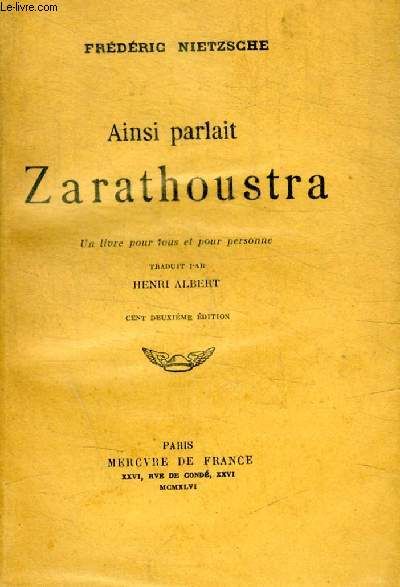 Le-livre.com
FRÉDÉRIC NIETZSCHE
Ainsi parlait
Zarathoustra
Un livre pour tous et pour personne
TRADUIT PAR
HENRI ALBERT
CENT DEUXIÈME ÉDITION
PARIS
MERCVRE DE FRANCE
XXVI, RVE DE CONDÉ, XXVI
MCMXLVI